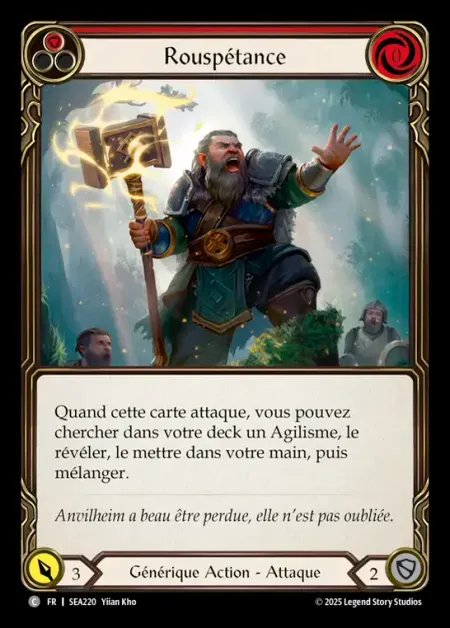 Rouspétance
0
Quand cette carte attaque, vous pouvez
chercher dans votre deck un Agilisme, le
révéler, le mettre dans votre main, puis
mélanger.
Anvilheim a beau être perdue, elle n'est pas oubliée.
3
Générique Action - Attaque
2
C FR | SEA220 Yiian Kho
© 2025 Legend Story Studios